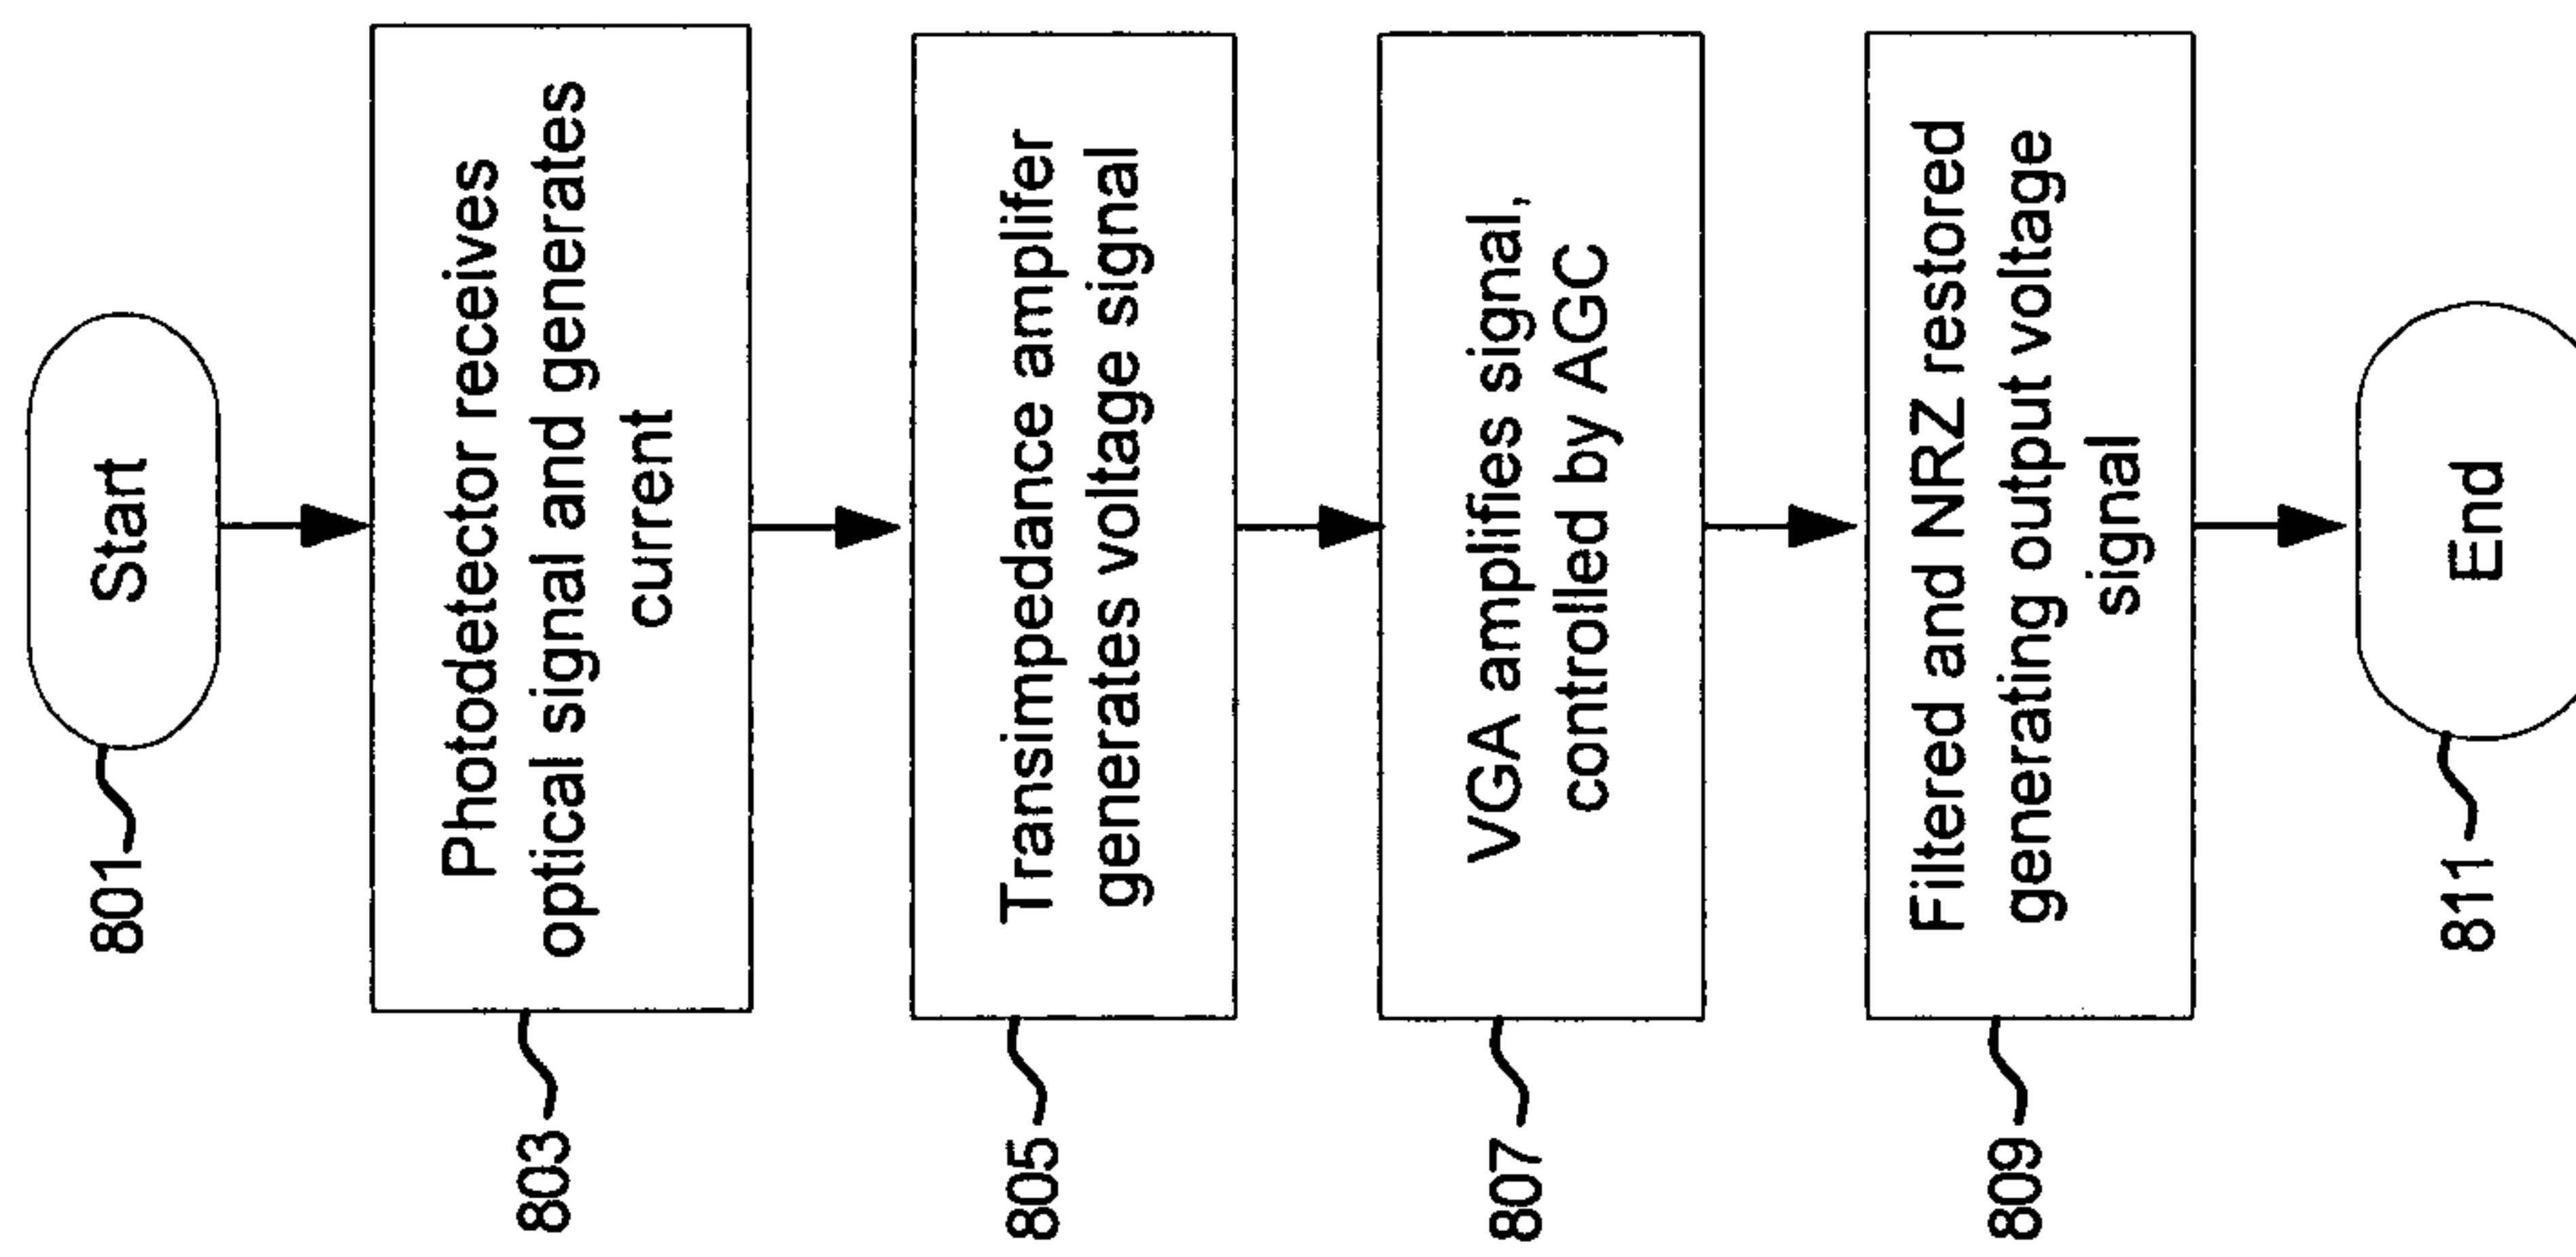 Start
801
Photodetector receives
optical signal and generates
current
803
Transimpedance amplifer
generates voltage signal
805
VGA amplifies signal,
controlled by AGC
807
Filtered and NRZ restored
generating output voltage
signal
809
End
811